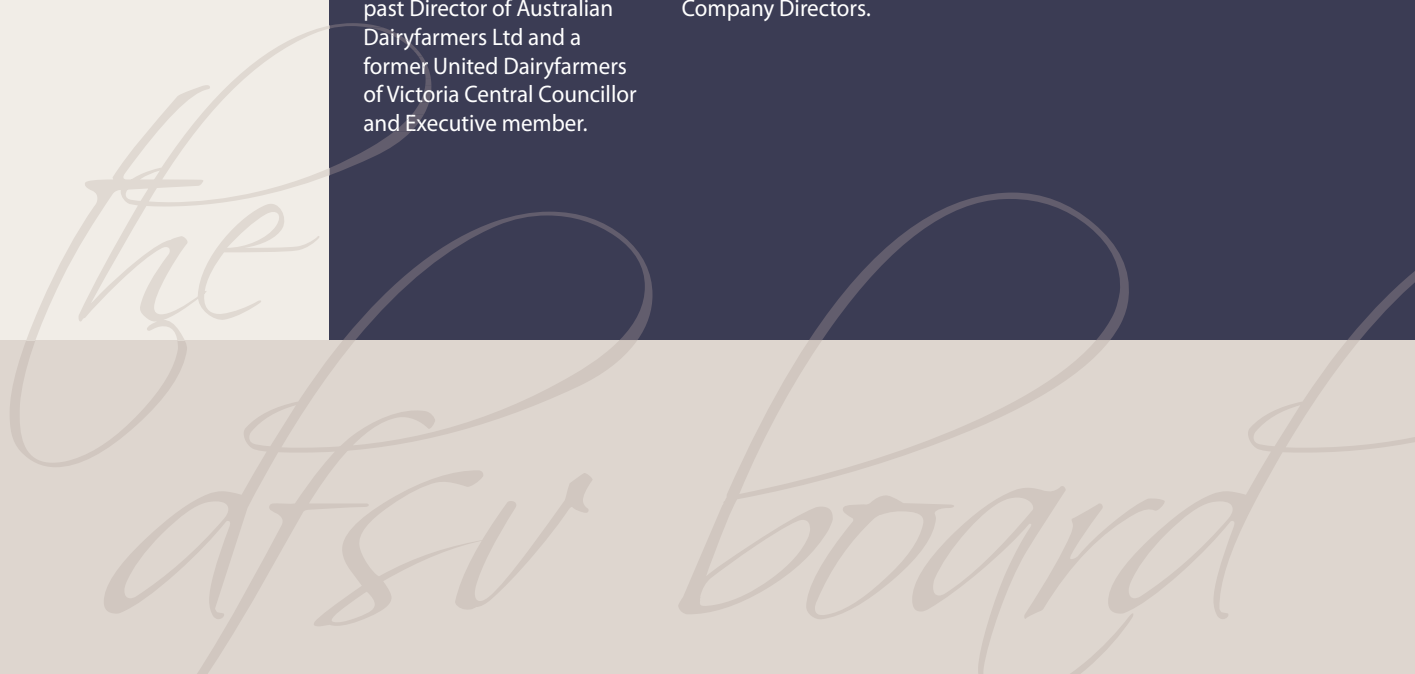 past Director of Australian
Dairyfarmers Ltd and a
former United Dairyfarmers
of Victoria Central Councillor
and Executive member.
Company Directors.
the
dfsv board